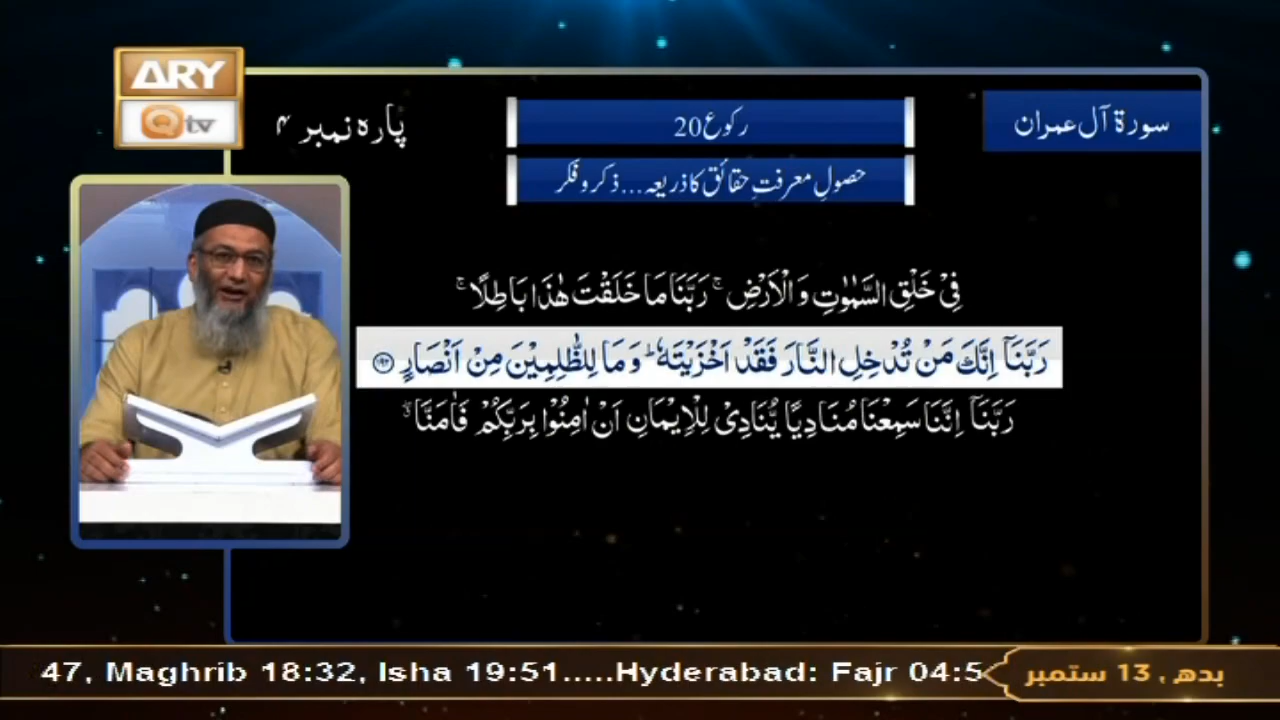 ARY
Qtv
پارہ نمبر ۴
رکوع 20
سورۃ آل عمران
حصولِ معرفتِ حقائق کا ذریعہ...ذکر و فکر
فِیْ خَلْقِ السَّمٰوٰتِ وَ الْاَرْضِ ۚ رَبَّنَا مَا خَلَقْتَ هٰذَا بَاطِلًا ۚ
رَبَّنَاۤ اِنَّكَ مَنْ تُدْخِلِ النَّارَ فَقَدْ اَخْزَیْتَهٗ ؕ وَ مَا لِلظّٰلِمِیْنَ مِنْ اَنْصَارٍ ﴿۱۹۲﴾
رَبَّنَاۤ اِنَّنَا سَمِعْنَا مُنَادِیًا یُّنَادِیْ لِلْاِیْمَانِ اَنْ اٰمِنُوْا بِرَبِّكُمْ فَاٰمَنَّا ۖۗ
47, Maghrib 18:32, Isha 19:51.....Hyderabad: Fajr 04:5
بدھ ، 13 ستمبر